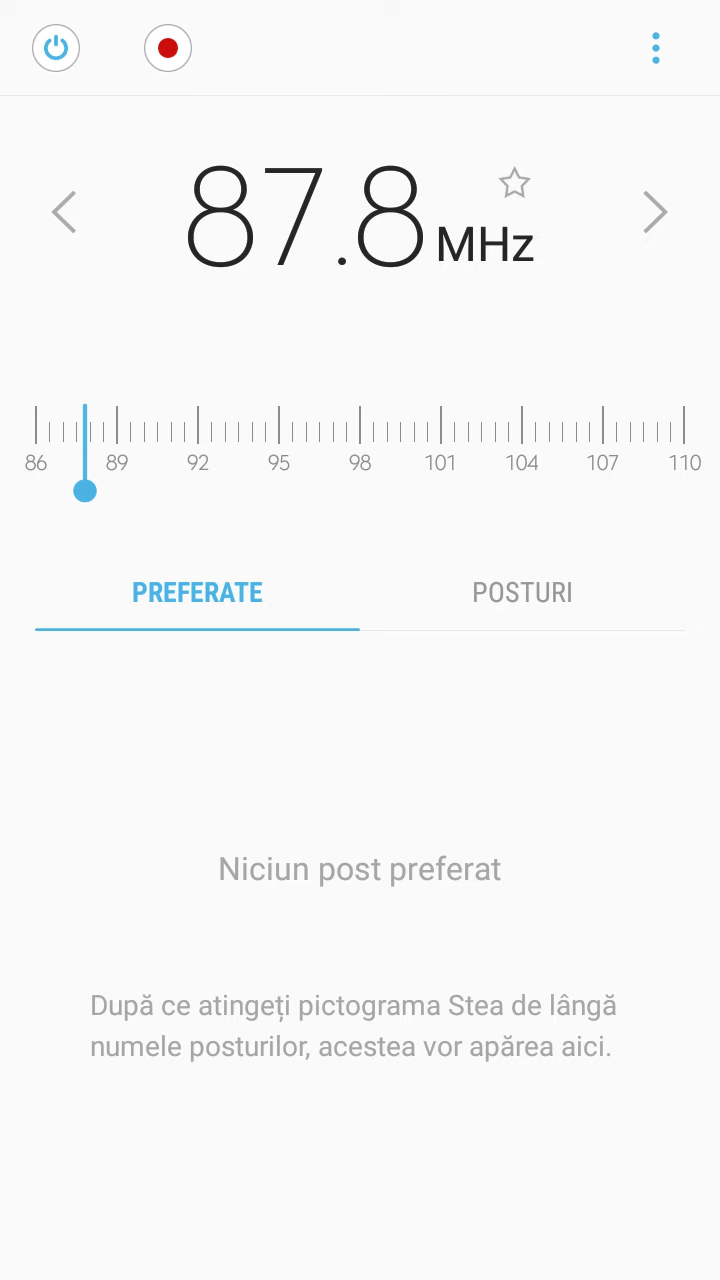 87.8 MHz
86 89 92 95 98 101 104 107 110
PREFERATE POSTURI
Niciun post preferat
După ce atingeți pictograma Stea de lângă
numele posturilor, acestea vor apărea aici.